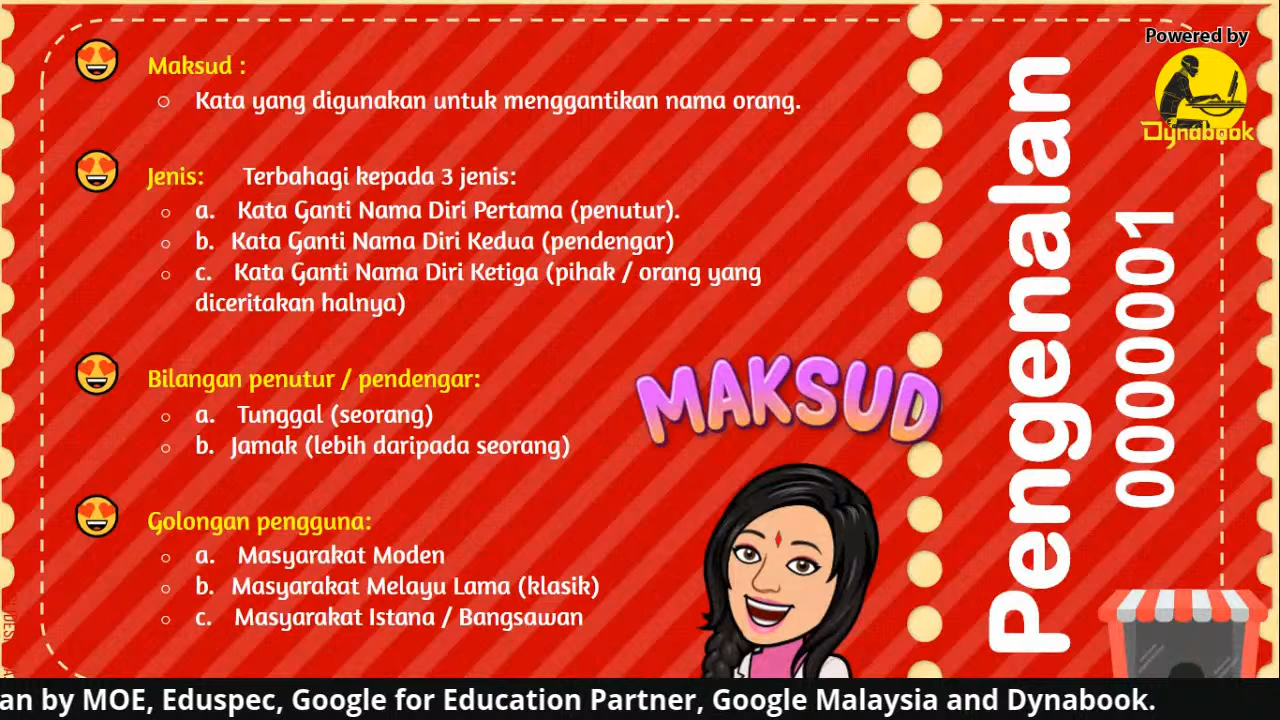 Maksud :
Kata yang digunakan untuk menggantikan nama orang.
Jenis: Terbahagi kepada 3 jenis:
a. Kata Ganti Nama Diri Pertama (penutur).
b. Kata Ganti Nama Diri Kedua (pendengar)
c. Kata Ganti Nama Diri Ketiga (pihak / orang yang
diceritakan halnya)
Bilangan penutur / pendengar:
a. Tunggal (seorang)
b. Jamak (lebih daripada seorang)
Golongan pengguna:
a. Masyarakat Moden
b. Masyarakat Melayu Lama (klasik)
c. Masyarakat Istana / Bangsawan
MAKSUD
Pengenalan
0000001
Powered by
Dynabook
an by MOE, Eduspec, Google for Education Partner, Google Malaysia and Dynabook.